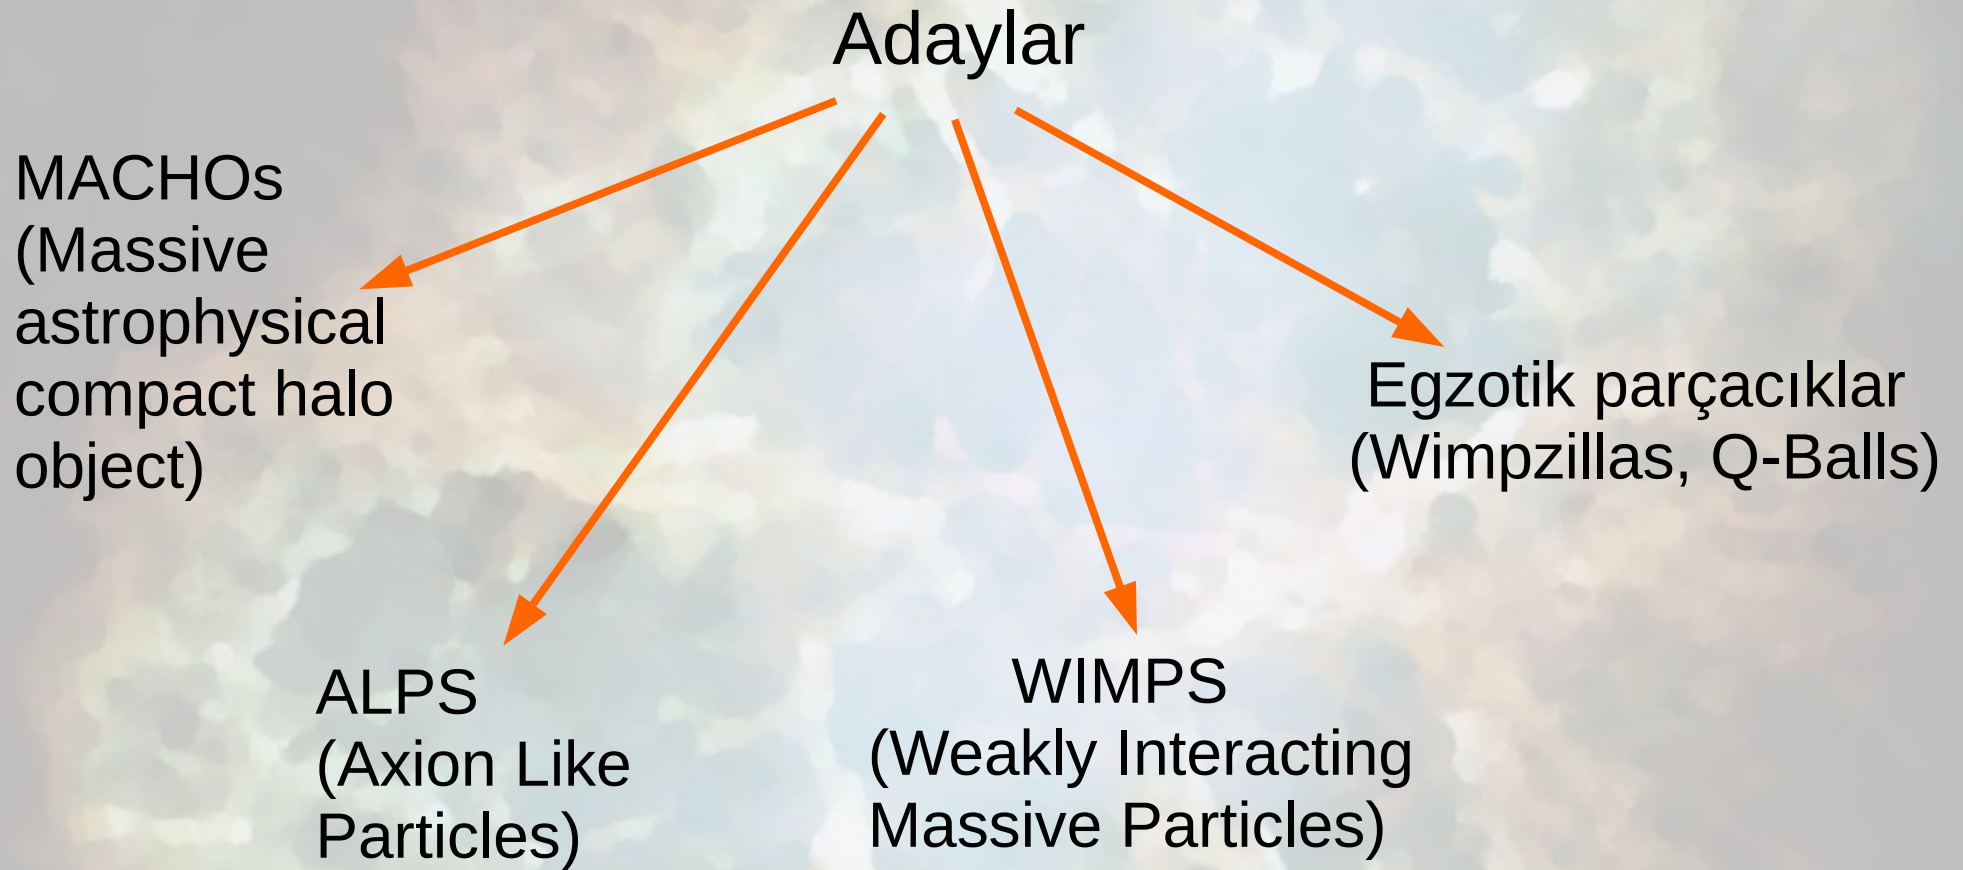 Adaylar
MACHOs
(Massive
astrophysical
compact halo
object)
Egzotik parçacıklar
(Wimpzillas, Q-Balls)
ALPS
(Axion Like
Particles)
WIMPS
(Weakly Interacting
Massive Particles)